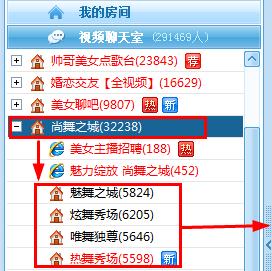 我的房间
视频聊天室 (291469人)
帅哥美女点歌台(23843) 荐
婚恋交友【全视频】(16629)
美女聊吧(9807) 热 新
尚舞之城(32238)
美女主播招聘(188) 热
魅力绽放 尚舞之城(452)
魅舞之城(5824)
炫舞秀场(6205)
唯舞独尊(5646)
热舞秀场(5598) 新